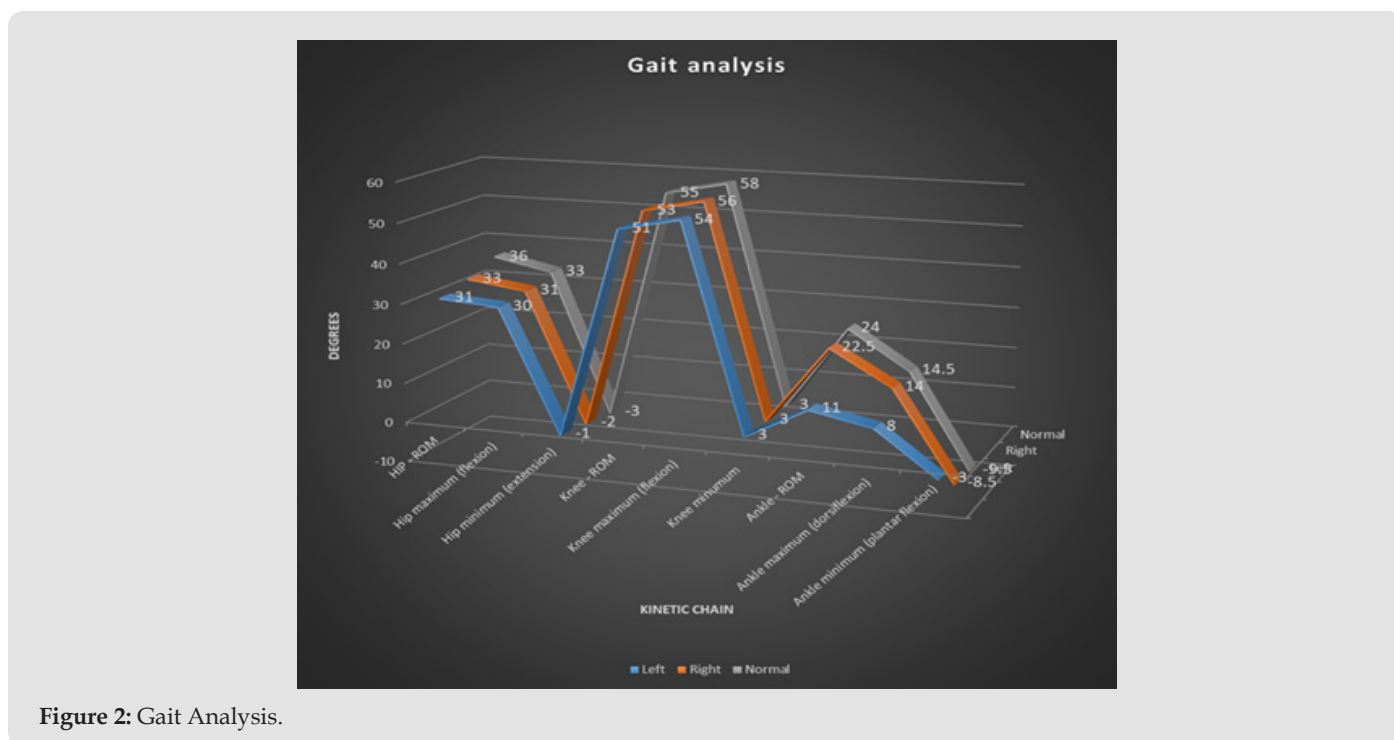 Gait analysis
60
50
40
30
20
10
0
-10
DEGREES
36
33
33
31
31
30
-3
-2
-1
55
58
53
56
51
54
3
3
3
24
22.5
14.5
14
11
8
-9.5
-8.5
-3
Normal
Right
HIP - ROM
Hip maximum (flexion)
Hip minimum (extension)
Knee - ROM
Knee maximum (flexion)
Knee minumum
Ankle - ROM
Ankle maximum (dorsiflexion)
Ankle minimum (plantar flexion)
KINETIC CHAIN
Left Right Normal
Figure 2: Gait Analysis.